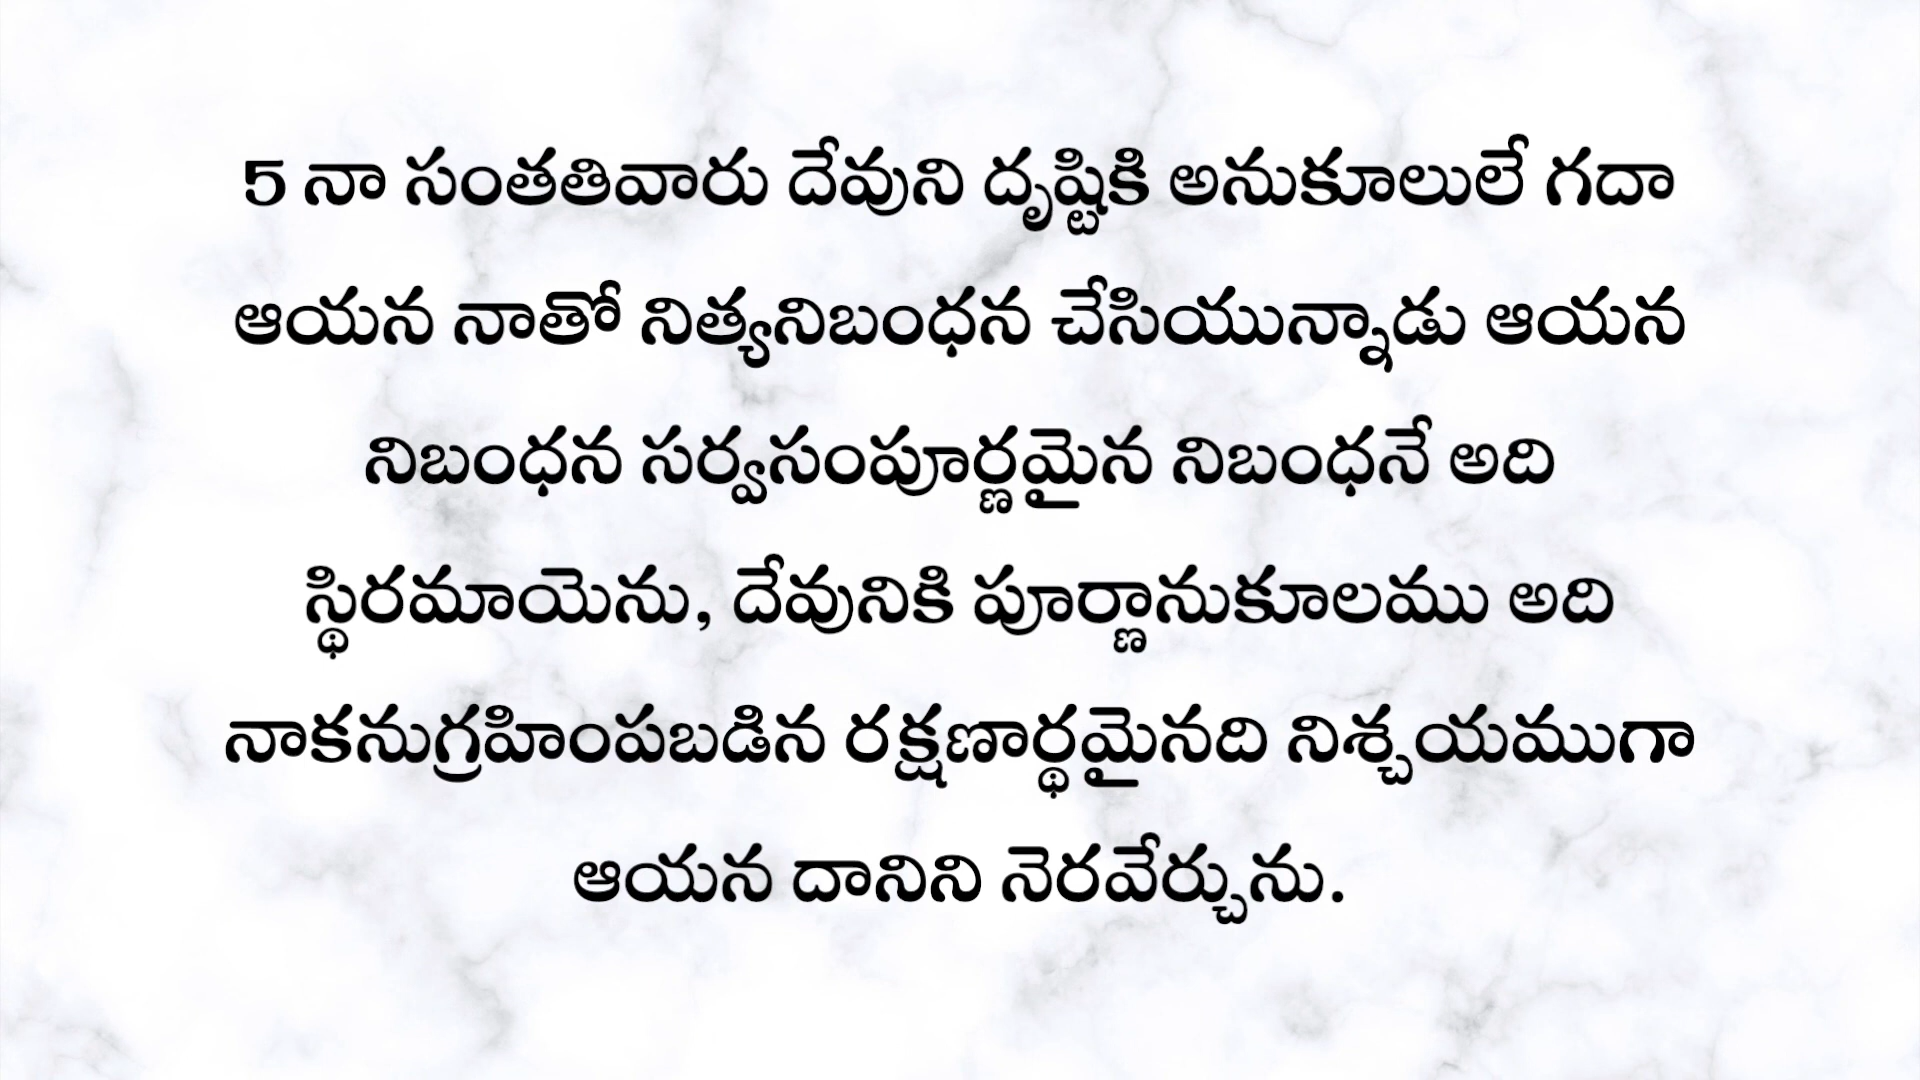 5 నా సంతతివారు దేవుని దృష్టికి అనుకూలులే గదా
ఆయన నాతో నిత్యనిబంధన చేసియున్నాడు ఆయన
నిబంధన సర్వసంపూర్ణమైన నిబంధనే అది
స్థిరమాయెను, దేవునికి పూర్ణానుకూలము అది
నాకనుగ్రహింపబడిన రక్షణార్థమైనది నిశ్చయముగా
ఆయన దానిని నెరవేర్చును.